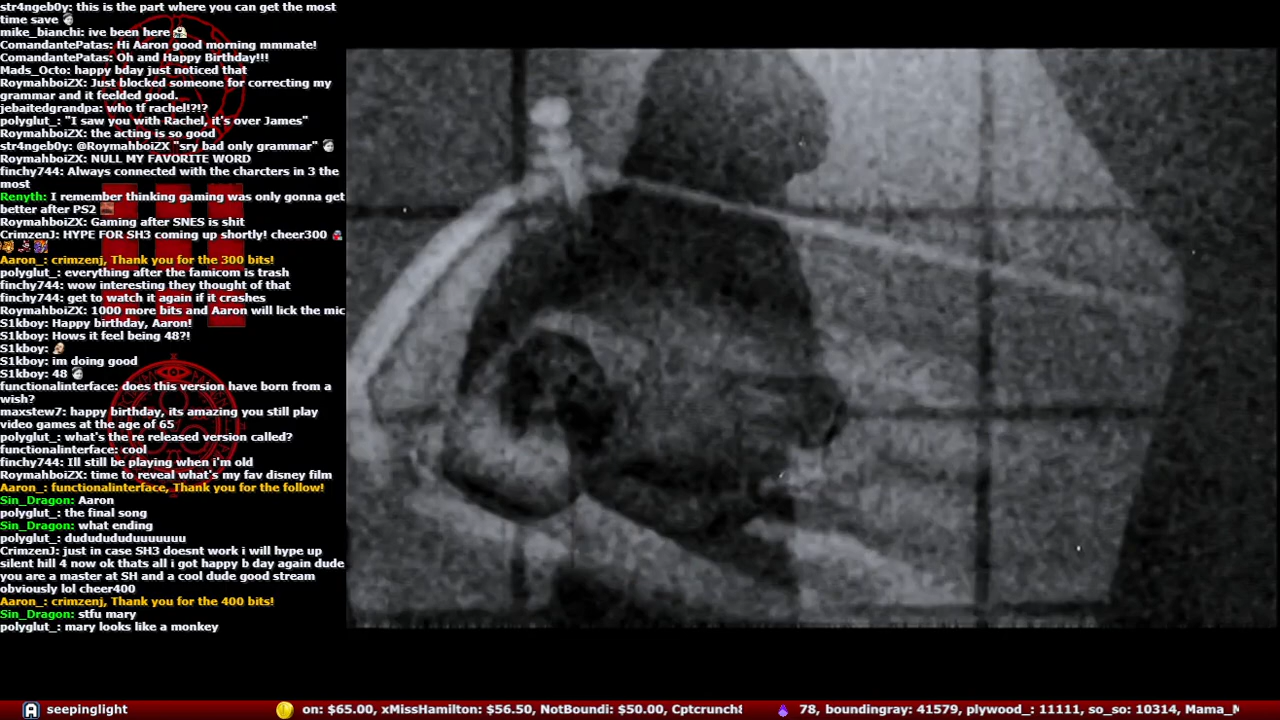 str4ngeb0y: this is the part where you can get the most
time save
mike_bianchi: ive been here
ComandantePatas: Hi Aaron good morning mmmate!
ComandantePatas: Oh and Happy Birthday!!!
Mads_Octo: happy bday just noticed that
RoymahboiZX: Just blocked someone for correcting my
grammar and it feelded good.
jebaitedgrandpa: who tf rachel!?!?
polyglut_: "I saw you with Rachel, it's over James"
RoymahboiZX: the acting is so good
str4ngeb0y: @RoymahboiZX "sry bad only grammar"
RoymahboiZX: NULL MY FAVORITE WORD
finchy744: Always connected with the charcters in 3 the
most
Renyth: I remember thinking gaming was only gonna get
better after PS2
RoymahboiZX: Gaming after SNES is shit
CrimzenJ: HYPE FOR SH3 coming up shortly! cheer300
Aaron_: crimzenj, Thank you for the 300 bits!
polyglut_: everything after the famicom is trash
finchy744: wow interesting they thought of that
finchy744: get to watch it again if it crashes
RoymahboiZX: 1000 more bits and Aaron will lick the mic
S1kboy: Happy birthday, Aaron!
S1kboy: Hows it feel being 48?!
S1kboy:
S1kboy: im doing good
S1kboy: 48
functionalinterface: does this version have born from a
wish?
maxstew7: happy birthday, its amazing you still play
video games at the age of 65
polyglut_: what's the re released version called?
functionalinterface: cool
finchy744: Ill still be playing when i'm old
RoymahboiZX: time to reveal what's my fav disney film
Aaron_: functionalinterface, Thank you for the follow!
Sin_Dragon: Aaron
polyglut_: the final song
Sin_Dragon: what ending
polyglut_: dududududuuuuuuu
CrimzenJ: just in case SH3 doesnt work i will hype up
silent hill 4 now ok thats all i got happy b day again dude
you are a master at SH and a cool dude good stream
obviously lol cheer400
Aaron_: crimzenj, Thank you for the 400 bits!
Sin_Dragon: stfu mary
polyglut_: mary looks like a monkey
A seepinglight on: $65.00, xMissHamilton: $56.50, NotBoundi: $50.00, Cptcrunch 78, boundingray: 41579, plywood_: 11111, so_so: 10314, Mama_